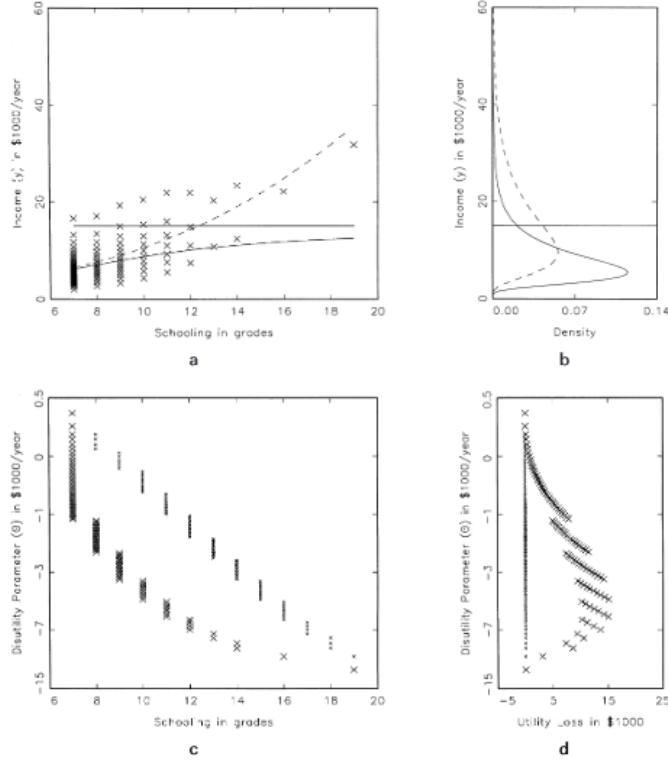 Income (y) in $1000/year
60
40
20
0
6 8 10 12 14 16 18 20
Schooling in grades
a
Income (y) in $1000/year
60
40
20
0
0.00 0.07 0.14
Density
b
Disutility Parameter (Θ) in $1000/year
0.5
0
-1
-3
-7
-15
6 8 10 12 14 16 18 20
Schooling in grades
c
Disutility Parameter (Θ) in $1000/year
0.5
0
-1
-3
-7
-15
-5 5 15 25
Utility Loss in $1000
d